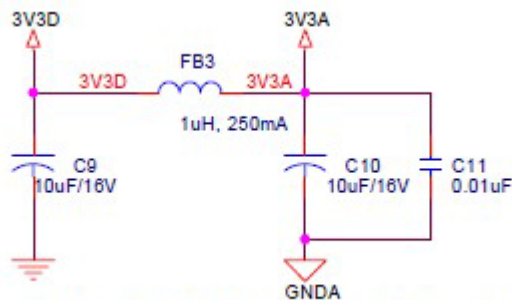 3V3D
3V3A
FB3
3V3D
3V3A
1uH, 250mA
C9
10uF/16V
C10
10uF/16V
C11
0.01uF
GNDA